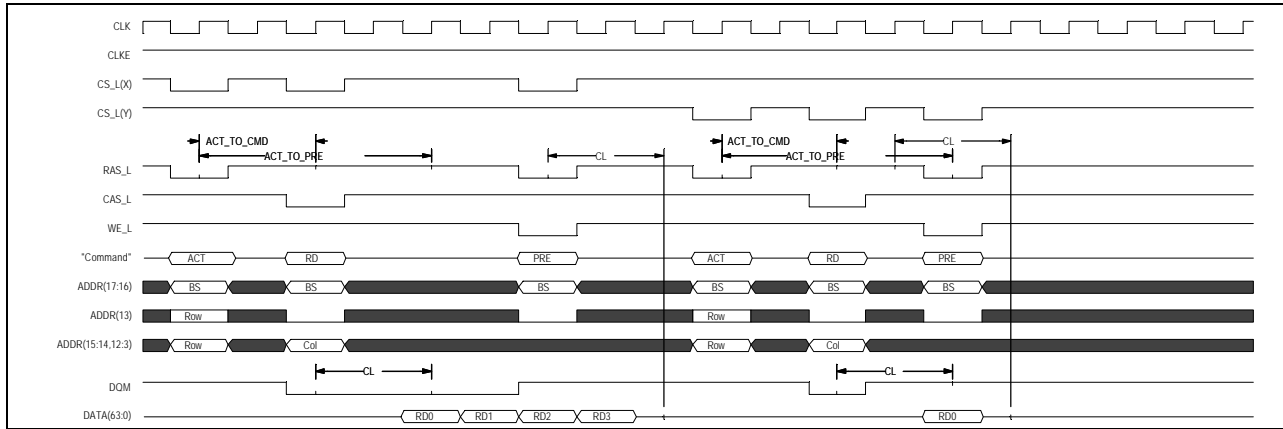 CLK
CLKE
CS_L(X)
CS_L(Y)
ACT_TO_CMD ACT_TO_CMD CL
ACT_TO_PRE CL ACT_TO_PRE
RAS_L
CAS_L
WE_L
"Command" ACT RD PRE ACT RD PRE
ADDR(17:16) BS BS BS BS BS BS
ADDR(13) Row Row
ADDR(15:14,12:3) Row Col Row Col
CL CL
DQM
DATA(63:0) RD0 RD1 RD2 RD3 RD0